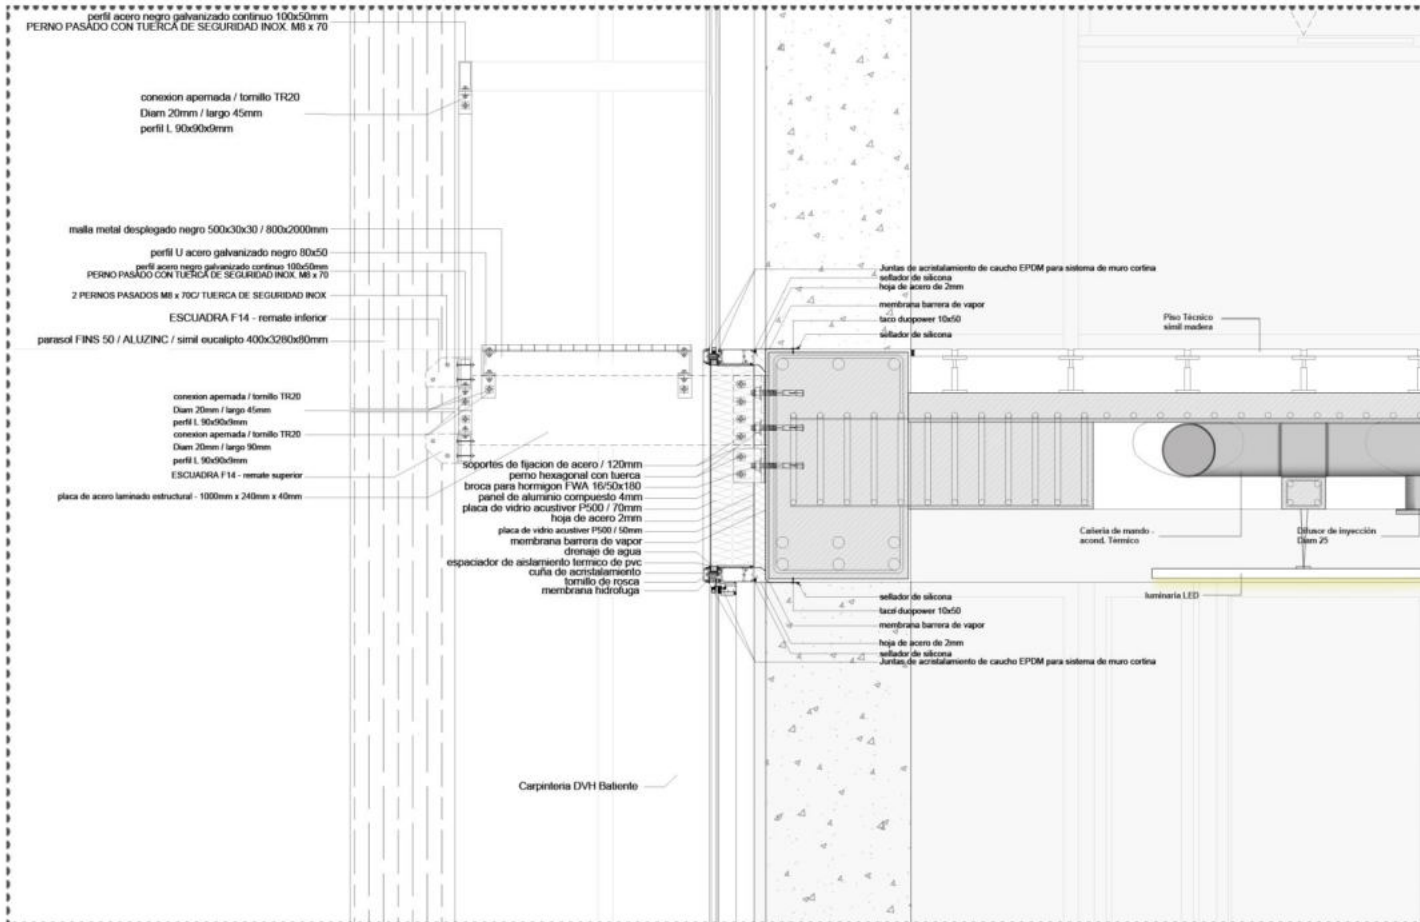 perfil acero negro galvanizado continuo 100x50mm
PERNO PASADO CON TUERCA DE SEGURIDAD INOX. M8 x 70
conexion apernada / tornillo TR20
Diam 20mm / largo 45mm
perfil L 90x90x9mm
malla metal desplegado negro 500x30x30 / 800x2000mm
perfil U acero galvanizado negro 80x50
perfil acero negro galvanizado continuo 100x50mm
PERNO PASADO CON TUERCA DE SEGURIDAD INOX. M8 x 70
2 PERNOS PASADOS M8 x 70C/ TUERCA DE SEGURIDAD INOX
ESCUADRA F14 - remate inferior
parasol FINS 50 / ALUZINC / simil eucalipto 400x3280x80mm
conexion apernada / tornillo TR20
Diam 20mm / largo 45mm
perfil L 90x90x9mm
conexion apernada / tornillo TR20
Diam 20mm / largo 90mm
perfil L 90x90x9mm
ESCUADRA F14 - remate superior
placa de acero laminado estructural - 1000mm x 240mm x 40mm
soportes de fijacion de acero / 120mm
perno hexagonal con tuerca
broca para hormigon FWA 16/50x180
panel de aluminio compuesto 4mm
placa de vidrio acustiver P500 / 70mm
hoja de acero 2mm
placa de vidrio acustiver P500 / 50mm
membrana barrera de vapor
drenaje de agua
espaciador de aislamiento termico de pvc
cuña de acristalamiento
tornillo de rosca
membrana hidrofuga
Carpinteria DVH Batiente
Juntas de acristalamiento de caucho EPDM para sistema de muro cortina
sellador de silicona
hoja de acero de 2mm
membrana barrera de vapor
taco duopower 10x50
sellador de silicona
sellador de silicona
taco duopower 10x50
membrana barrera de vapor
hoja de acero de 2mm
sellador de silicona
Juntas de acristalamiento de caucho EPDM para sistema de muro cortina
Piso Técnico
simil madera
Cañeria de mando -
acond. Térmico
Difusor de inyección
Diam 25
luminaria LED